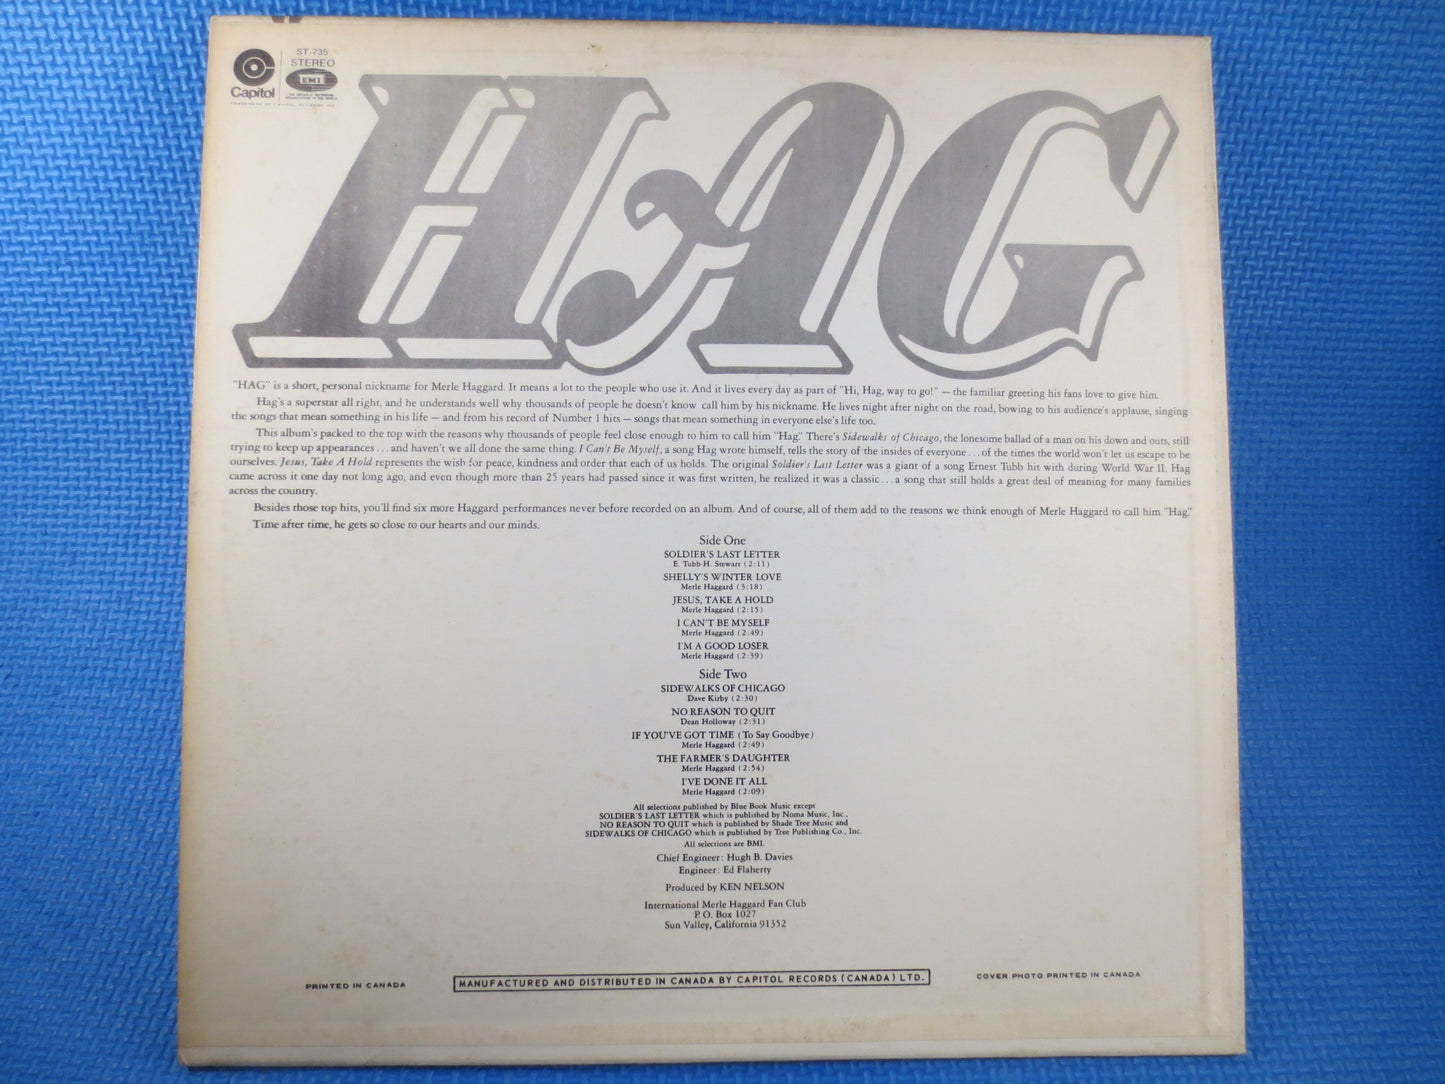 ST-735
STEREO
Capitol
EMI
HAG
"HAG" is a short, personal nickname for Merle Haggard. It means a lot to the people who use it. And it lives every day as part of "Hi, Hag, way to go!" — the familiar greeting his fans love to give him.
Hag's a superstar all right, and he understands well why thousands of people he doesn't know call him by his nickname. He lives night after night on the road, bowing to his audience's applause, singing
the songs that mean something in his life — and from his record of Number 1 hits — songs that mean something in everyone else's life too.
This album's packed to the top with the reasons why thousands of people feel close enough to him to call him "Hag." There's Sidewalks of Chicago, the lonesome ballad of a man on his down and outs, still
trying to keep up appearances . . . and haven't we all done the same thing. I Can't Be Myself, a song Hag wrote himself, tells the story of the insides of everyone . . . of the times the world won't let us escape to be
ourselves. Jesus, Take A Hold represents the wish for peace, kindness and order that each of us holds. The original Soldier's Last Letter was a giant of a song Ernest Tubb hit with during World War II. Hag
came across it one day not long ago, and even though more than 25 years had passed since it was first written, he realized it was a classic . . . a song that still holds a great deal of meaning for many families
across the country.
Besides those top hits, you'll find six more Haggard performances never before recorded on an album. And of course, all of them add to the reasons we think enough of Merle Haggard to call him "Hag."
Time after time, he gets so close to our hearts and our minds.
Side One
SOLDIER'S LAST LETTER
E. Tubb-H. Stewart (2:11)
SHELLY'S WINTER LOVE
Merle Haggard (3:18)
JESUS, TAKE A HOLD
Merle Haggard (2:15)
I CAN'T BE MYSELF
Merle Haggard (2:49)
I'M A GOOD LOSER
Merle Haggard (2:39)
Side Two
SIDEWALKS OF CHICAGO
Dave Kirby (2:30)
NO REASON TO QUIT
Dean Holloway (2:31)
IF YOU'VE GOT TIME (To Say Goodbye)
Merle Haggard (2:49)
THE FARMER'S DAUGHTER
Merle Haggard (2:54)
I'VE DONE IT ALL
Merle Haggard (2:09)
All selections published by Blue Book Music except
SOLDIER'S LAST LETTER which is published by Noma Music, Inc.,
NO REASON TO QUIT which is published by Shade Tree Music and
SIDEWALKS OF CHICAGO which is published by Tree Publishing Co., Inc.
All selections are BMI.
Chief Engineer: Hugh B. Davies
Engineer: Ed Flaherty
Produced by KEN NELSON
International Merle Haggard Fan Club
P.O. Box 1027
Sun Valley, California 91352
PRINTED IN CANADA
MANUFACTURED AND DISTRIBUTED IN CANADA BY CAPITOL RECORDS (CANADA) LTD.
COVER PHOTO PRINTED IN CANADA